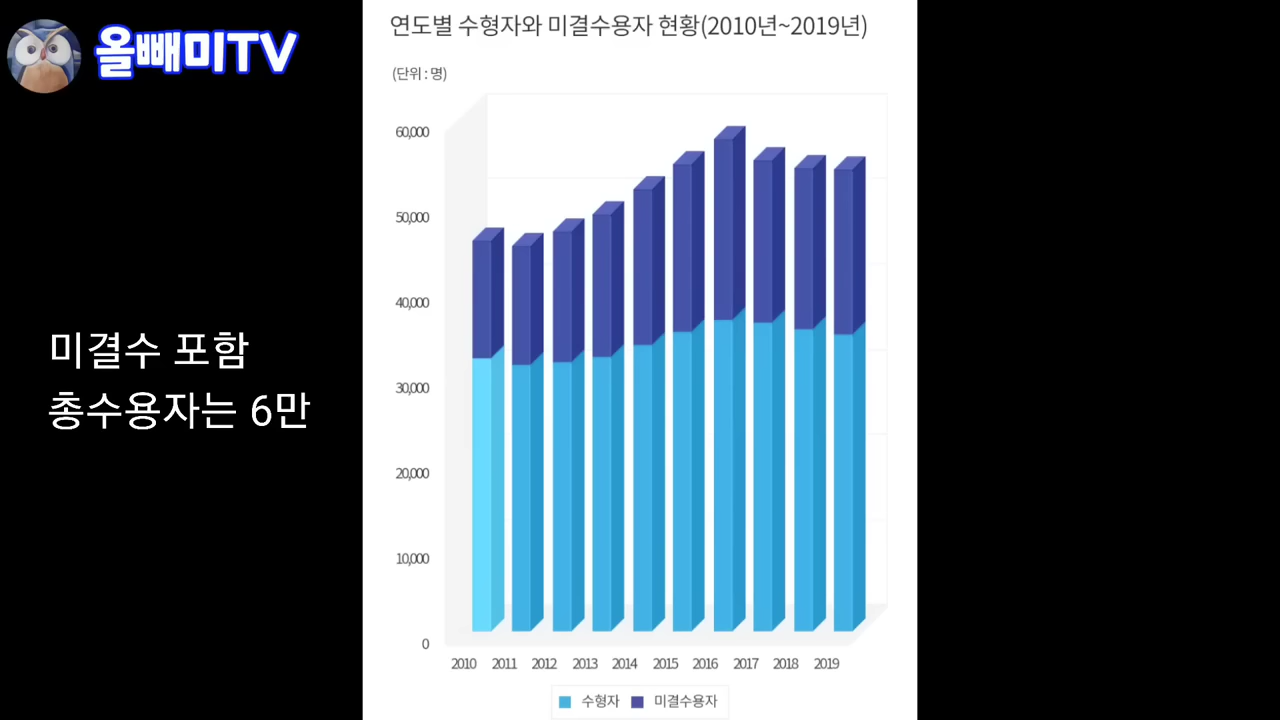 올빼미TV
연도별 수형자와 미결수용자 현황(2010년~2019년)
(단위 : 명)
60,000
50,000
40,000
30,000
20,000
10,000
0
2010 2011 2012 2013 2014 2015 2016 2017 2018 2019
수형자 미결수용자
미결수 포함
총수용자는 6만